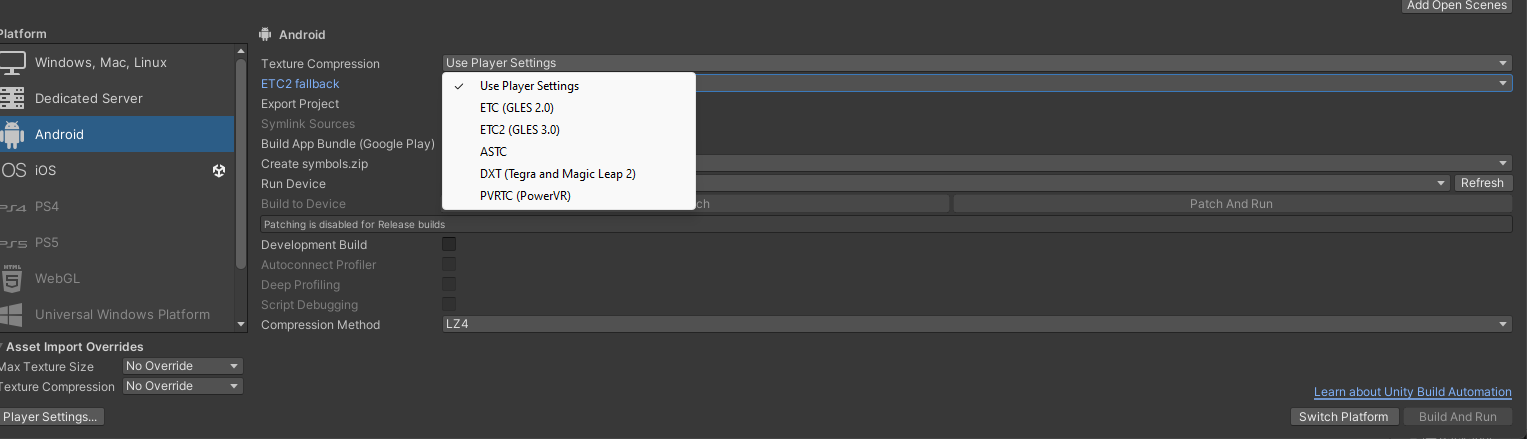 Add Open Scenes
Platform
Android
Windows, Mac, Linux
Dedicated Server
Android
iOS
iOS
PS4
PS4
PS5
PS5
HTML
5
WebGL
Universal Windows Platform
Texture Compression
Use Player Settings
ETC2 fallback
Use Player Settings
ETC (GLES 2.0)
ETC2 (GLES 3.0)
ASTC
DXT (Tegra and Magic Leap 2)
PVRTC (PowerVR)
Export Project
Symlink Sources
Build App Bundle (Google Play)
Create symbols.zip
Run Device
Refresh
Build to Device
ch
Patch And Run
Patching is disabled for Release builds
Development Build
Autoconnect Profiler
Deep Profiling
Script Debugging
Compression Method
LZ4
Asset Import Overrides
Max Texture Size
No Override
Texture Compression
No Override
Learn about Unity Build Automation
Player Settings...
Switch Platform
Build And Run